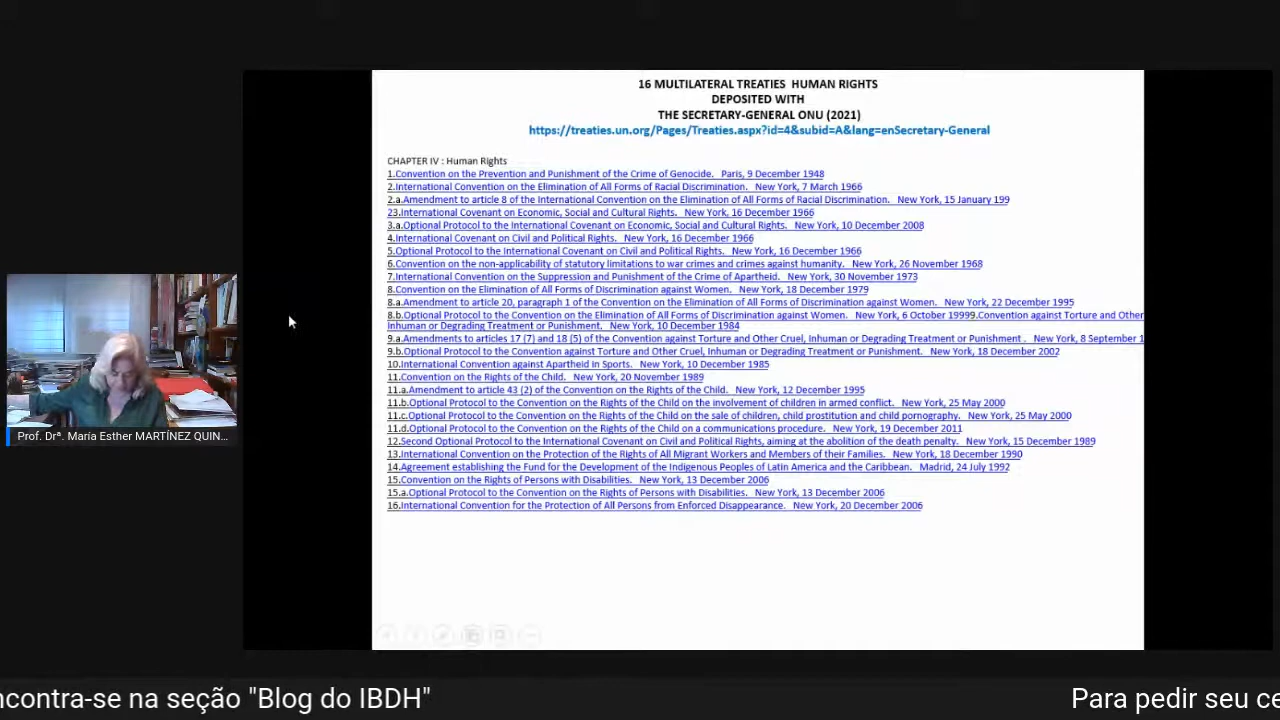 16 MULTILATERAL TREATIES HUMAN RIGHTS
DEPOSITED WITH
THE SECRETARY-GENERAL ONU (2021)
https://treaties.un.org/Pages/Treaties.aspx?id=4&subid=A&lang=enSecretary-General
CHAPTER IV : Human Rights
1.Convention on the Prevention and Punishment of the Crime of Genocide. Paris, 9 December 1948
2.International Convention on the Elimination of All Forms of Racial Discrimination. New York, 7 March 1966
2.a.Amendment to article 8 of the International Convention on the Elimination of All Forms of Racial Discrimination. New York, 15 January 199
23.International Covenant on Economic, Social and Cultural Rights. New York, 16 December 1966
3.a.Optional Protocol to the International Covenant on Economic, Social and Cultural Rights. New York, 10 December 2008
4.International Covenant on Civil and Political Rights. New York, 16 December 1966
5.Optional Protocol to the International Covenant on Civil and Political Rights. New York, 16 December 1966
6.Convention on the non-applicability of statutory limitations to war crimes and crimes against humanity. New York, 26 November 1968
7.International Convention on the Suppression and Punishment of the Crime of Apartheid. New York, 30 November 1973
8.Convention on the Elimination of All Forms of Discrimination against Women. New York, 18 December 1979
8.a.Amendment to article 20, paragraph 1 of the Convention on the Elimination of All Forms of Discrimination against Women. New York, 22 December 1995
8.b.Optional Protocol to the Convention on the Elimination of All Forms of Discrimination against Women. New York, 6 October 19999.Convention against Torture and Other
Inhuman or Degrading Treatment or Punishment. New York, 10 December 1984
9.a.Amendments to articles 17 (7) and 18 (5) of the Convention against Torture and Other Cruel, Inhuman or Degrading Treatment or Punishment . New York, 8 September 1
9.b.Optional Protocol to the Convention against Torture and Other Cruel, Inhuman or Degrading Treatment or Punishment. New York, 18 December 2002
10.International Convention against Apartheid in Sports. New York, 10 December 1985
11.Convention on the Rights of the Child. New York, 20 November 1989
11.a.Amendment to article 43 (2) of the Convention on the Rights of the Child. New York, 12 December 1995
11.b.Optional Protocol to the Convention on the Rights of the Child on the involvement of children in armed conflict. New York, 25 May 2000
11.c.Optional Protocol to the Convention on the Rights of the Child on the sale of children, child prostitution and child pornography. New York, 25 May 2000
11.d.Optional Protocol to the Convention on the Rights of the Child on a communications procedure. New York, 19 December 2011
12.Second Optional Protocol to the International Covenant on Civil and Political Rights, aiming at the abolition of the death penalty. New York, 15 December 1989
13.International Convention on the Protection of the Rights of All Migrant Workers and Members of their Families. New York, 18 December 1990
14.Agreement establishing the Fund for the Development of the Indigenous Peoples of Latin America and the Caribbean. Madrid, 24 July 1992
15.Convention on the Rights of Persons with Disabilities. New York, 13 December 2006
15.a.Optional Protocol to the Convention on the Rights of Persons with Disabilities. New York, 13 December 2006
16.International Convention for the Protection of All Persons from Enforced Disappearance. New York, 20 December 2006
Prof. Drª. Maria Esther MARTÍNEZ QUIN...
ncontra-se na seção "Blog do IBDH"
Para pedir seu ce